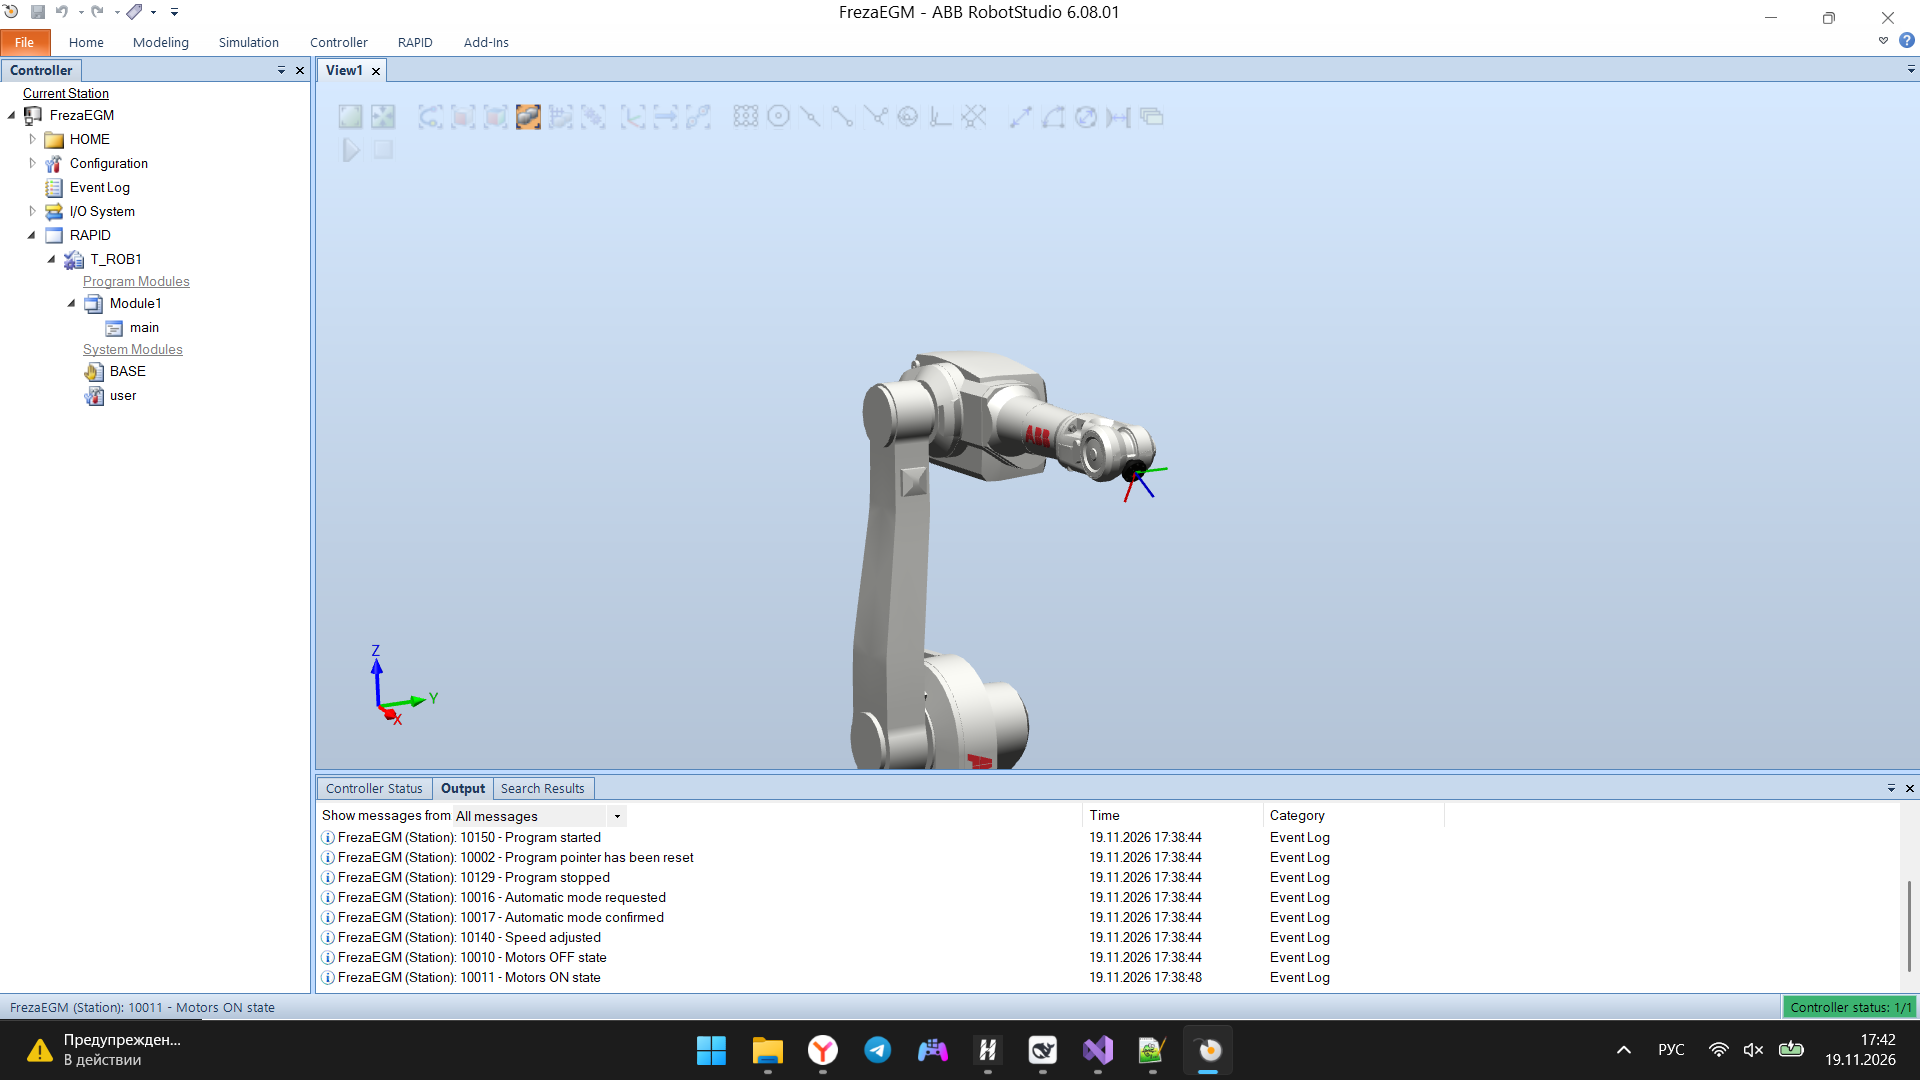 FrezaEGM - ABB RobotStudio 6.08.01
File
Home
Modeling
Simulation
Controller
RAPID
Add-Ins
Controller
Current Station
FrezaEGM
HOME
Configuration
Event Log
I/O System
RAPID
T_ROB1
Program Modules
Module1
main
System Modules
BASE
user
View1
ABB
Z
Y
X
Controller Status
Output
Search Results
Show messages from All messages
Time
Category
FrezaEGM (Station): 10150 - Program started 19.11.2026 17:38:44 Event Log
FrezaEGM (Station): 10002 - Program pointer has been reset 19.11.2026 17:38:44 Event Log
FrezaEGM (Station): 10129 - Program stopped 19.11.2026 17:38:44 Event Log
FrezaEGM (Station): 10016 - Automatic mode requested 19.11.2026 17:38:44 Event Log
FrezaEGM (Station): 10017 - Automatic mode confirmed 19.11.2026 17:38:44 Event Log
FrezaEGM (Station): 10140 - Speed adjusted 19.11.2026 17:38:44 Event Log
FrezaEGM (Station): 10010 - Motors OFF state 19.11.2026 17:38:44 Event Log
FrezaEGM (Station): 10011 - Motors ON state 19.11.2026 17:38:48 Event Log
FrezaEGM (Station): 10011 - Motors ON state
Controller status: 1/1
Предупрежден...
В действии
РУС
17:42
19.11.2026